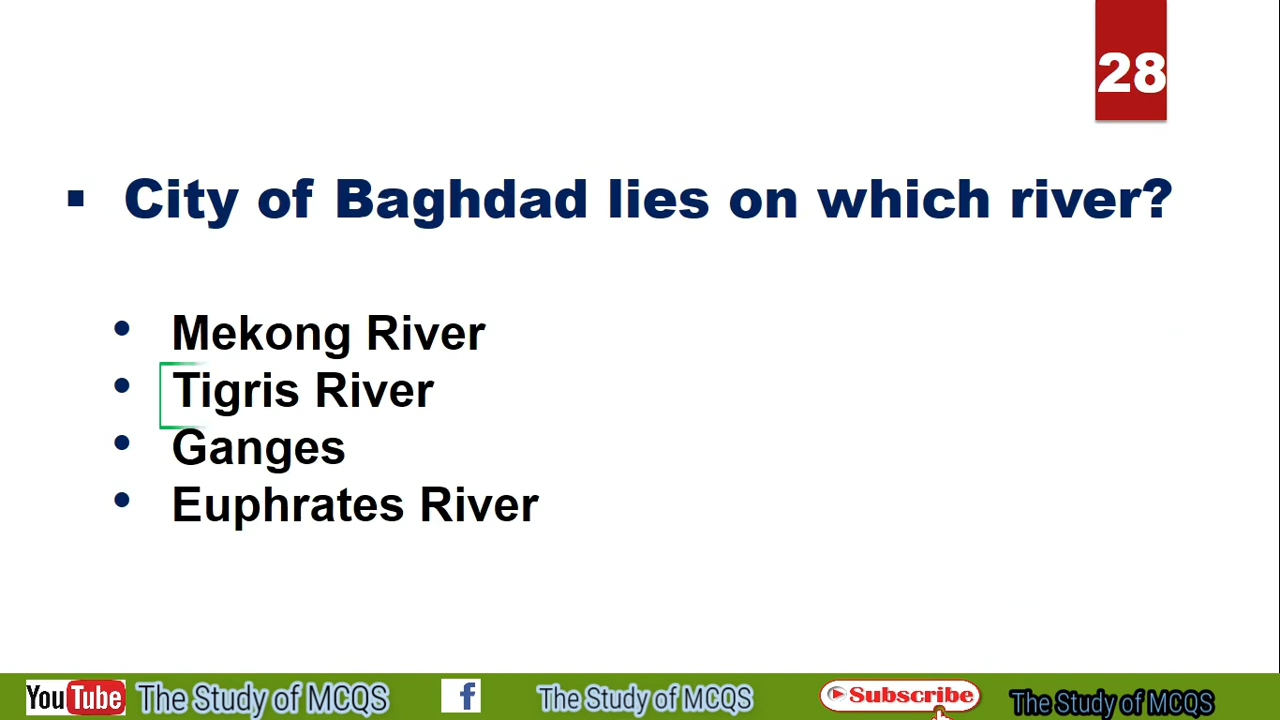 28
▪ City of Baghdad lies on which river?
• Mekong River
• Tigris River
• Ganges
• Euphrates River
YouTube The Study of MCQS f The Study of MCQS Subscribe The Study of MCQS